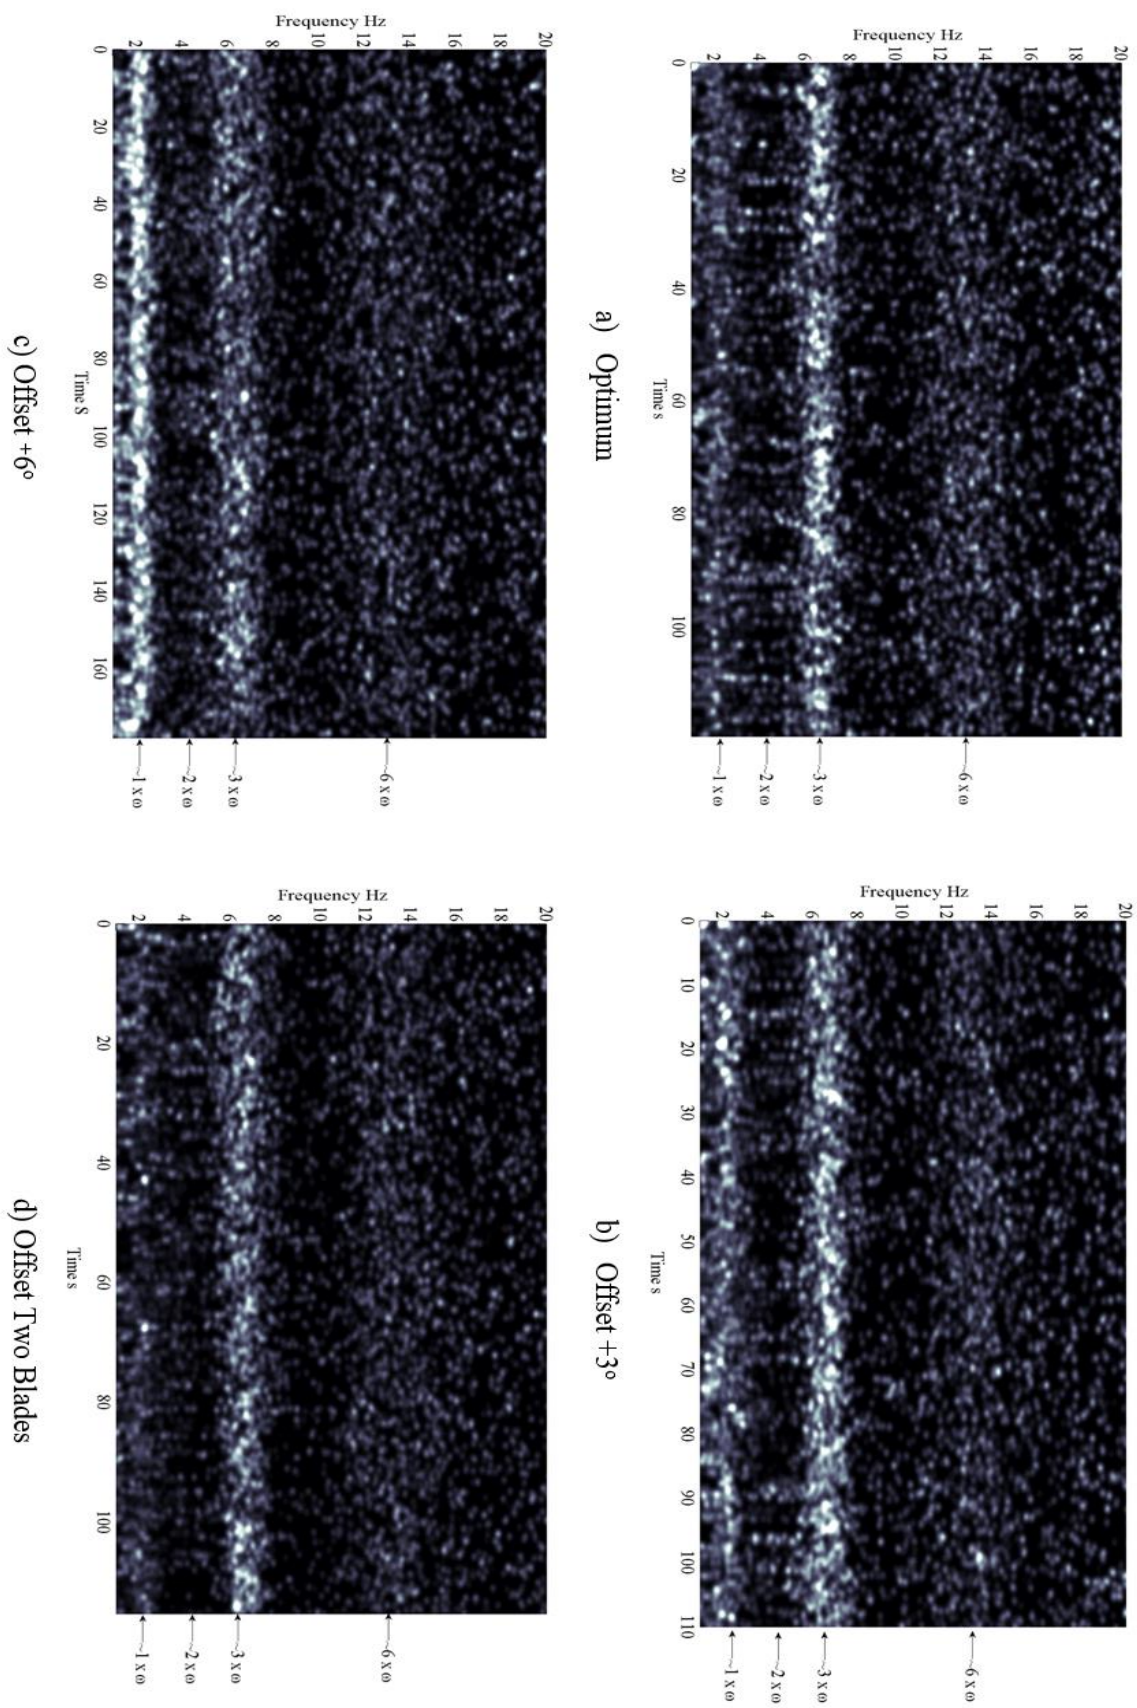 Frequency Hz
2 4 6 8 10 12 14 16 18 20
0 20 40 60 80 100
Time s
~1 x ω
~2 x ω
~3 x ω
~6 x ω
a) Optimum
Frequency Hz
2 4 6 8 10 12 14 16 18 20
0 10 20 30 40 50 60 70 80 90 100 110
Time s
~1 x ω
~2 x ω
~3 x ω
~6 x ω
b) Offset +3º
Frequency Hz
2 4 6 8 10 12 14 16 18 20
0 20 40 60 80 100 120 140 160
Time S
~1 x ω
~2 x ω
~3 x ω
~6 x ω
c) Offset +6º
Frequency Hz
2 4 6 8 10 12 14 16 18 20
0 20 40 60 80 100
Time s
~1 x ω
~2 x ω
~3 x ω
~6 x ω
d) Offset Two Blades